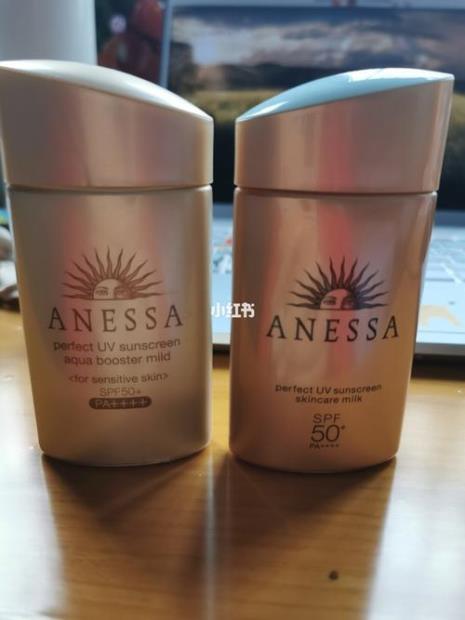 ANESSA
perfect UV sunscreen
aqua booster mild
<for sensitive skin>
SPF50+
PA++++
小红书
ANESSA
perfect UV sunscreen
skincare milk
SPF
50+
PA++++